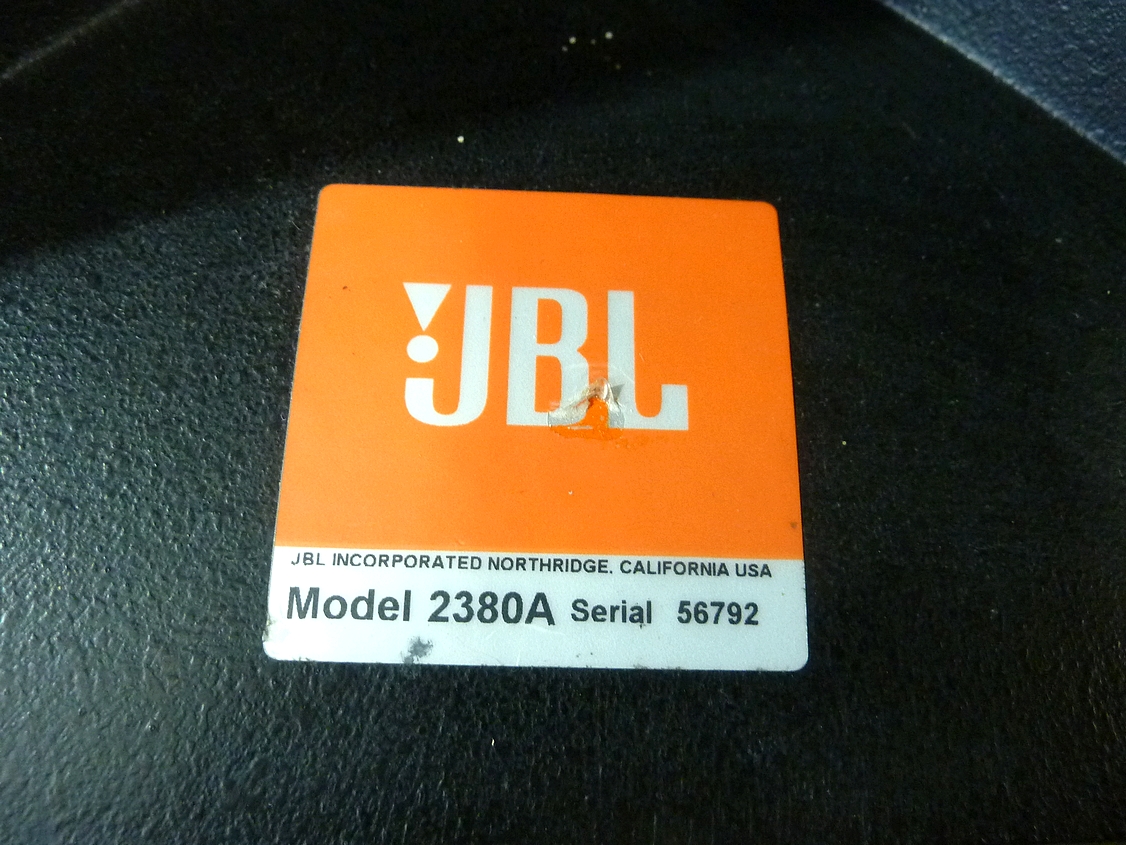 JBL
JBL INCORPORATED NORTHRIDGE. CALIFORNIA USA
Model 2380A Serial 56792